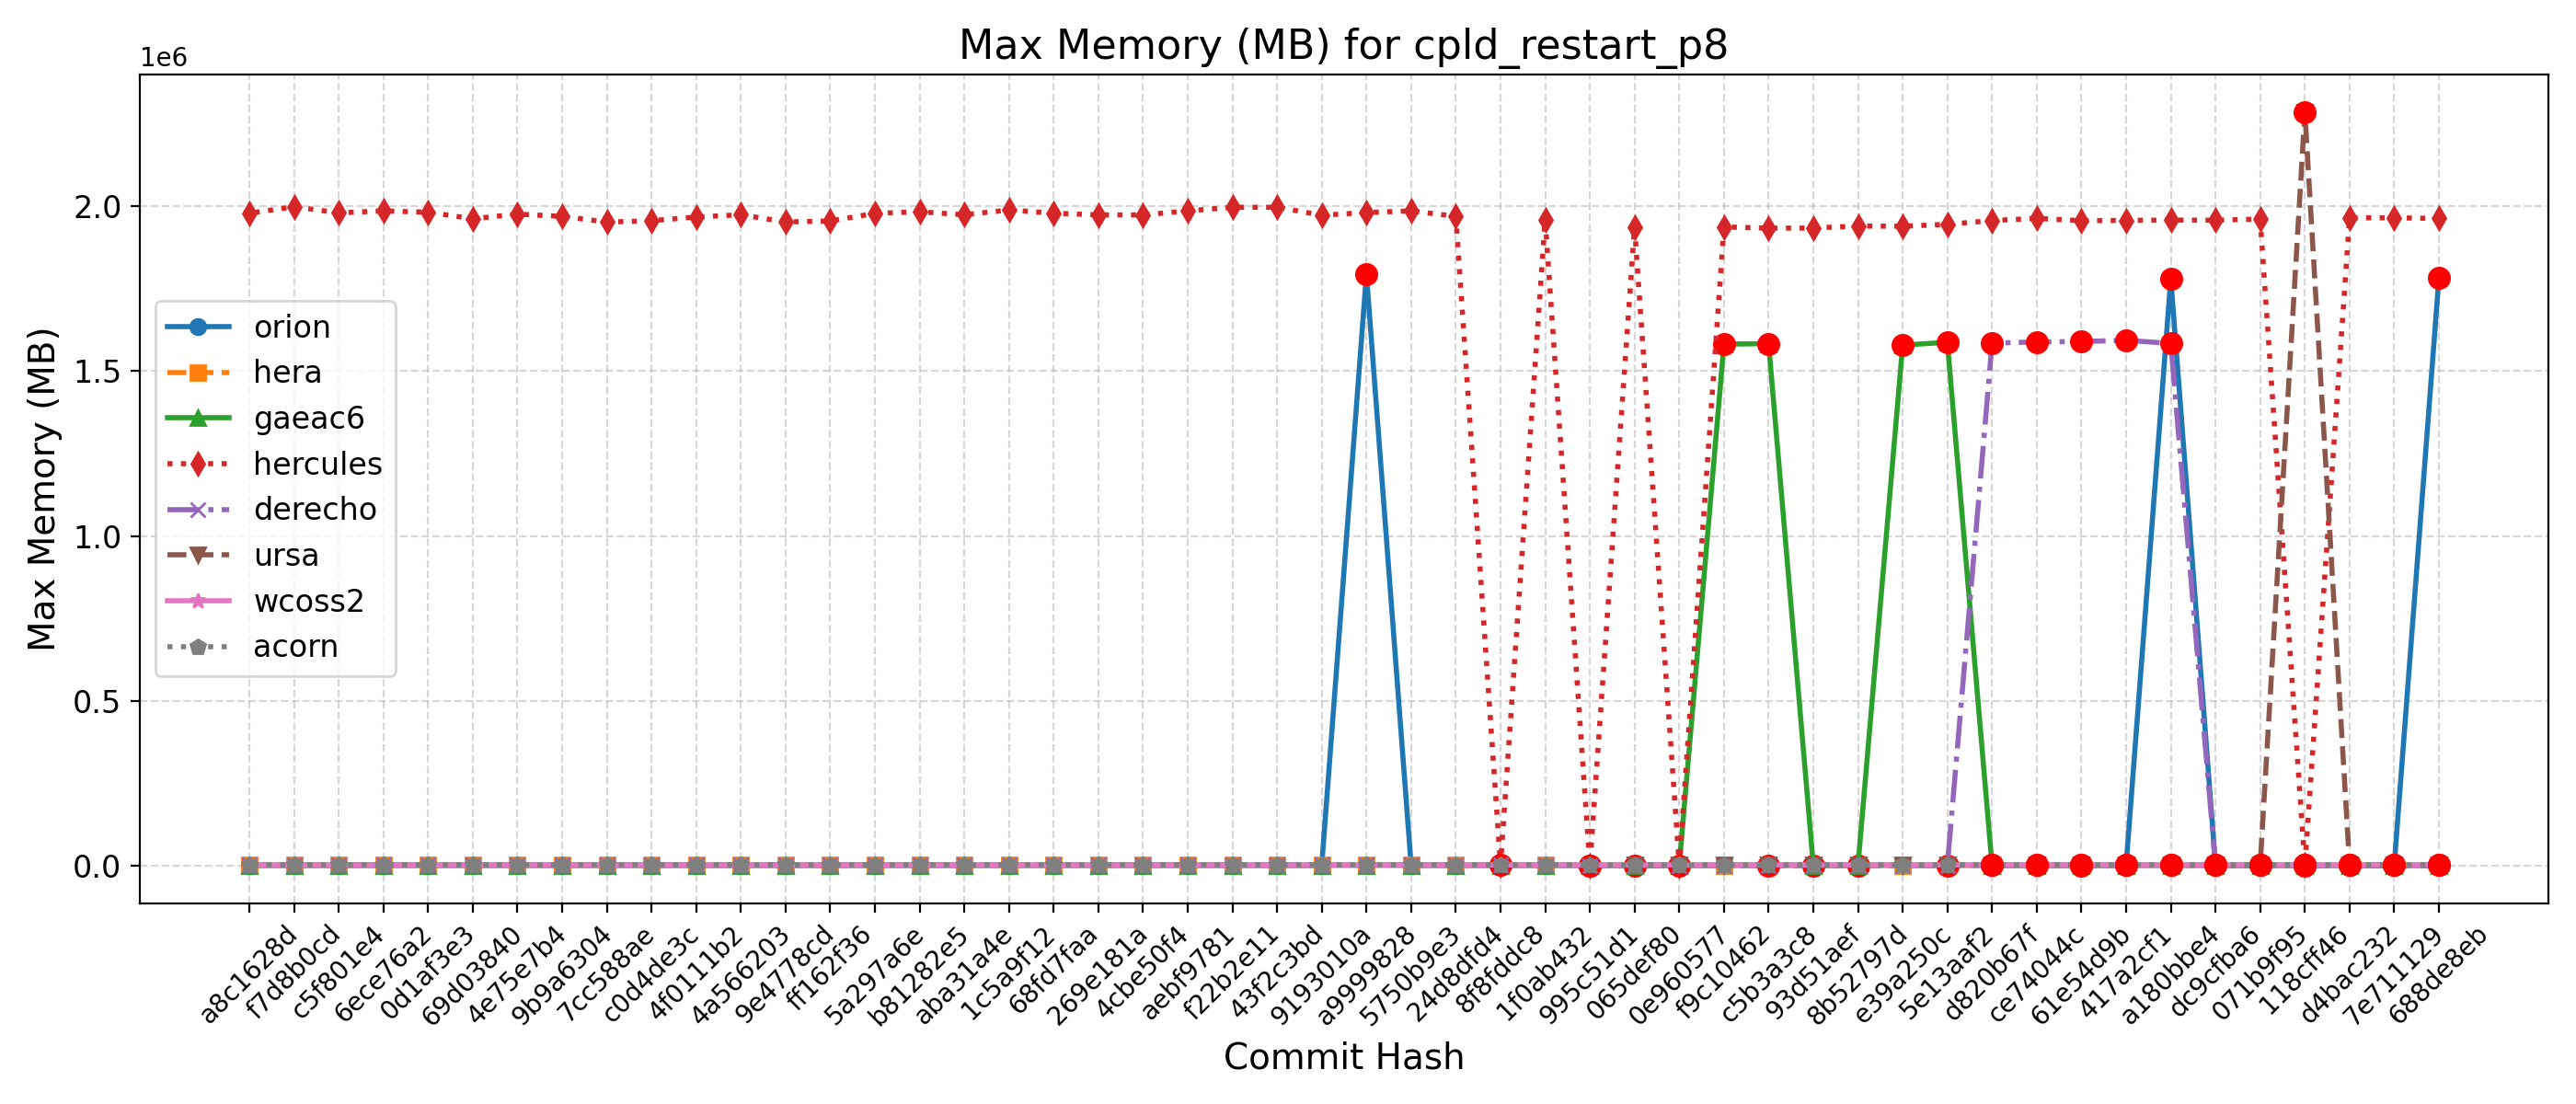 Max Memory (MB) for cpld_restart_p8
1e6
2.0
1.5
1.0
0.5
0.0
Max Memory (MB)
orion
hera
gaeac6
hercules
derecho
ursa
wcoss2
acorn
a8c1628d
f7d8b0cd
c5f801e4
6ece76a2
0d1af3e3
69d03840
4e75e7b4
9b9a6304
7cc588ae
c0d4de3c
4f0111b2
4a566203
9e4778cd
ff162f36
5a297a6e
b81282e5
aba31a4e
1c5a9f12
68fd7faa
269e181a
4cbe50f4
aebf9781
f22b2e11
43f2c3bd
9193010a
a9999828
5750b9e3
24d8dfd4
8f8fddc8
1f0ab432
995c51d1
065def80
0e960577
f9c10462
c5b3a3c8
93d51aef
8b52797d
e39a250c
5e13aaf2
d820b67f
ce74044c
61e54d9b
417a2cf1
a180bbe4
dc9cfba6
071b9f95
118cff46
d4bac232
7e711129
688de8eb
Commit Hash